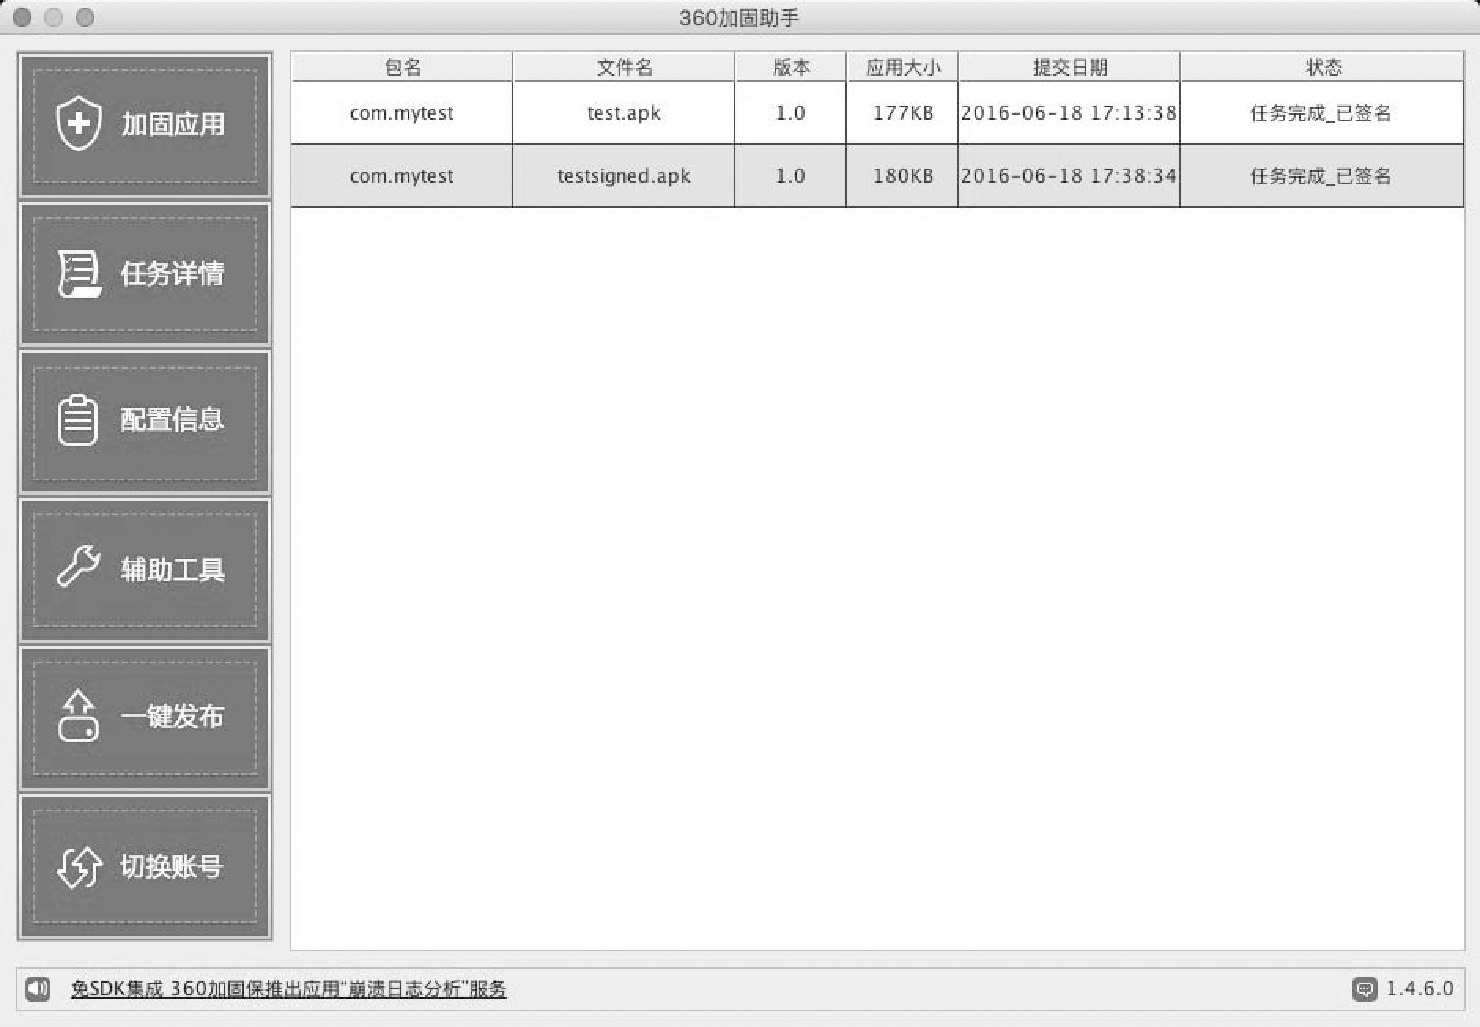 360加固助手
加固应用
任务详情
配置信息
辅助工具
一键发布
切换账号
包名 文件名 版本 应用大小 提交日期 状态
com.mytest test.apk 1.0 177KB 2016-06-18 17:13:38 任务完成_已签名
com.mytest testsigned.apk 1.0 180KB 2016-06-18 17:38:34 任务完成_已签名
免SDK集成 360加固保推出应用“崩溃日志分析”服务
1.4.6.0